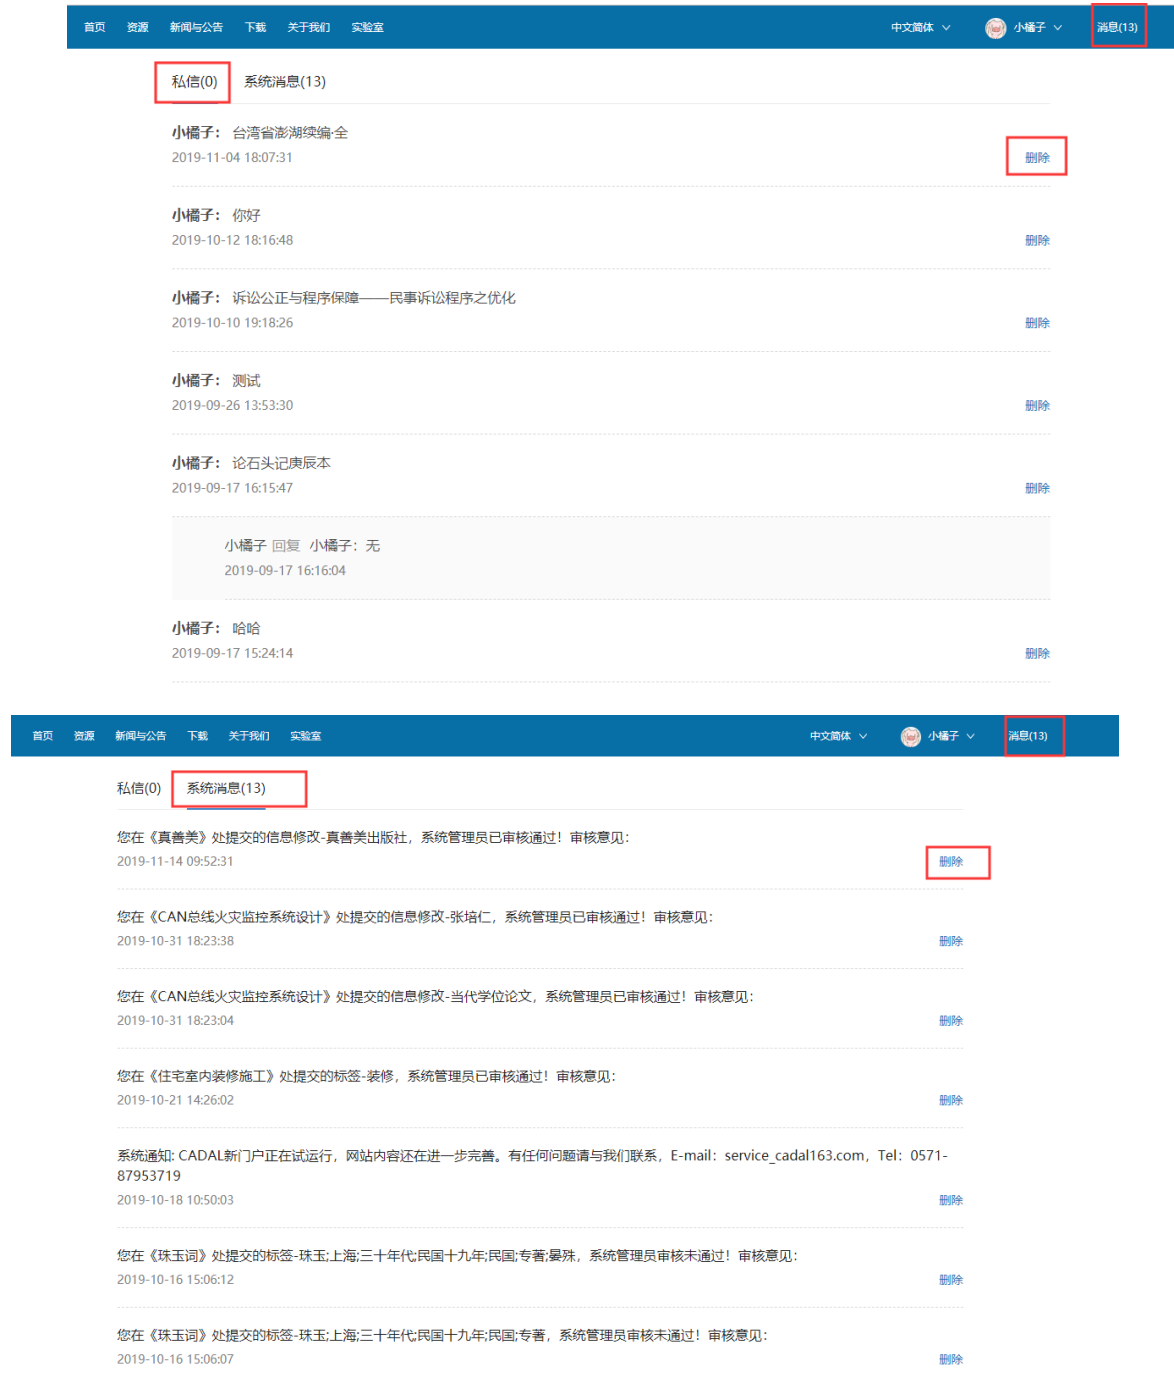 首页 资源 新闻与公告 下载 关于我们 实验室 中文简体 小橘子 消息(13)
私信(0) 系统消息(13)
小橘子： 台湾省澎湖续编·全
2019-11-04 18:07:31 删除
小橘子： 你好
2019-10-12 18:16:48 删除
小橘子： 诉讼公正与程序保障——民事诉讼程序之优化
2019-10-10 19:18:26 删除
小橘子： 测试
2019-09-26 13:53:30 删除
小橘子： 论石头记庚辰本
2019-09-17 16:15:47 删除
小橘子 回复 小橘子：无
2019-09-17 16:16:04
小橘子： 哈哈
2019-09-17 15:24:14 删除
首页 资源 新闻与公告 下载 关于我们 实验室 中文简体 小橘子 消息(13)
私信(0) 系统消息(13)
您在《真善美》处提交的信息修改-真善美出版社，系统管理员已审核通过！审核意见：
2019-11-14 09:52:31 删除
您在《CAN总线火灾监控系统设计》处提交的信息修改-张培仁，系统管理员已审核通过！审核意见：
2019-10-31 18:23:38 删除
您在《CAN总线火灾监控系统设计》处提交的信息修改-当代学位论文，系统管理员已审核通过！审核意见：
2019-10-31 18:23:04 删除
您在《住宅室内装修施工》处提交的标签-装修，系统管理员已审核通过！审核意见：
2019-10-21 14:26:02 删除
系统通知: CADAL新门户正在试运行，网站内容还在进一步完善。有任何问题请与我们联系，E-mail：service_cadal163.com，Tel：0571-
87953719
2019-10-18 10:50:03 删除
您在《珠玉词》处提交的标签-珠玉;上海;三十年代;民国十九年;民国;专著;晏殊，系统管理员审核未通过！审核意见：
2019-10-16 15:06:12 删除
您在《珠玉词》处提交的标签-珠玉;上海;三十年代;民国十九年;民国;专著，系统管理员审核未通过！审核意见：
2019-10-16 15:06:07 删除